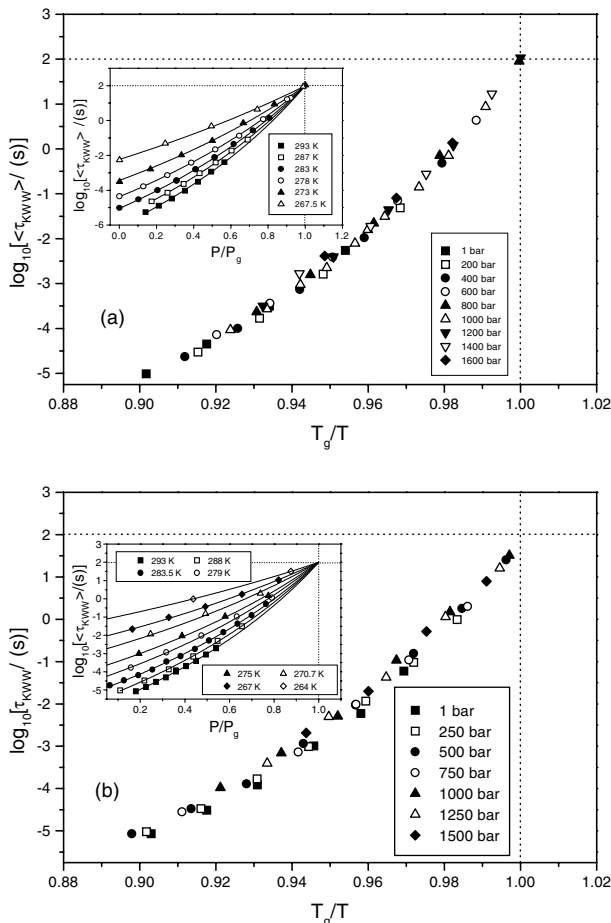 3
2
1
0
-1
-2
-3
-4
-5
log₁₀[<τKWW>/(s)]
4
2
0
-2
-4
-6
log₁₀[<τKWW> /(s)]
0.0 0.2 0.4 0.6 0.8 1.0 1.2
P/Pg
293 K
287 K
283 K
278 K
273 K
267.5 K
(a)
1 bar
200 bar
400 bar
600 bar
800 bar
1000 bar
1200 bar
1400 bar
1600 bar
0.88 0.90 0.92 0.94 0.96 0.98 1.00 1.02
Tg/T
3
2
1
0
-1
-2
-3
-4
-5
log₁₀[τKWW/ (s)]
3
2
1
0
-1
-2
-3
-4
-5
log₁₀[<τKWW>/(s)]
293 K 288 K
283.5 K 279 K
275 K 270.7 K
267 K 264 K
0.2 0.4 0.6 0.8 1.0
P/Pg
(b)
1 bar
250 bar
500 bar
750 bar
1000 bar
1250 bar
1500 bar
0.88 0.90 0.92 0.94 0.96 0.98 1.00 1.02
Tg/T